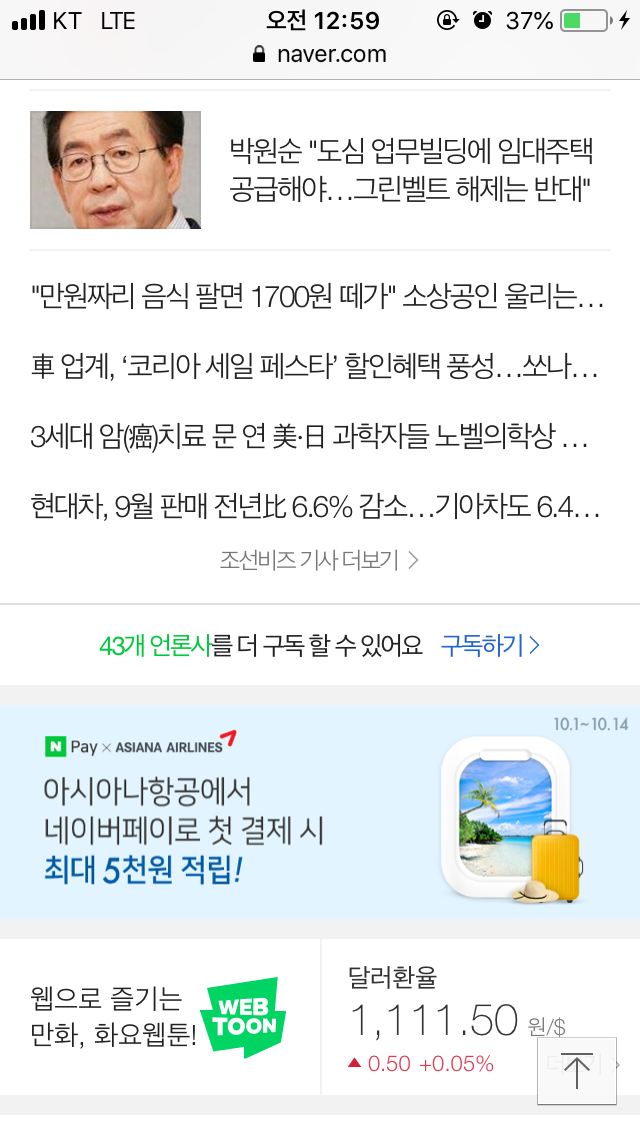 KT LTE 오전 12:59 37%
naver.com
박원순 "도심 업무빌딩에 임대주택
공급해야…그린벨트 해제는 반대"
"만원짜리 음식 팔면 1700원 떼가" 소상공인 울리는…
車 업계, ‘코리아 세일 페스타’ 할인혜택 풍성…쏘나…
3세대 암(癌)치료 문 연 美·日 과학자들 노벨의학상 …
현대차, 9월 판매 전년比 6.6% 감소…기아차도 6.4…
조선비즈 기사 더보기 >
43개 언론사를 더 구독 할 수 있어요 구독하기 >
10.1~10.14
N Pay × ASIANA AIRLINES
아시아나항공에서
네이버페이로 첫 결제 시
최대 5천원 적립!
웹으로 즐기는
만화, 화요웹툰!
WEB
TOON
달러환율
1,111.50 원/$
▲ 0.50 +0.05%